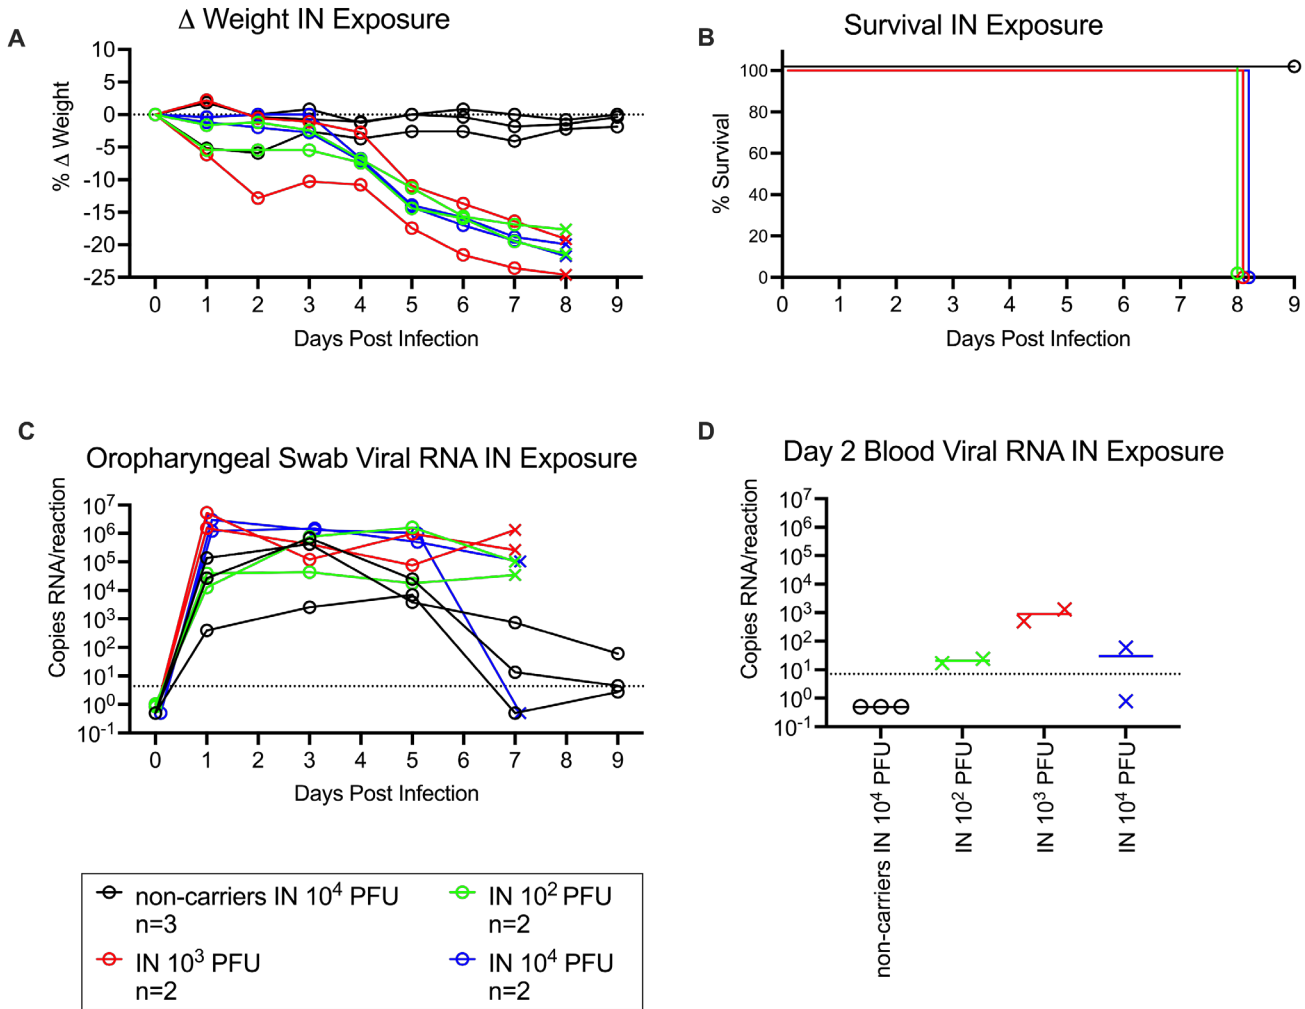 A
Δ Weight IN Exposure
% Δ Weight
10
5
0
-5
-10
-15
-20
-25
0 1 2 3 4 5 6 7 8 9
Days Post Infection
B
Survival IN Exposure
% Survival
100
80
60
40
20
0
0 1 2 3 4 5 6 7 8 9
Days Post Infection
C
Oropharyngeal Swab Viral RNA IN Exposure
Copies RNA/reaction
10⁷
10⁶
10⁵
10⁴
10³
10²
10¹
10⁰
10⁻¹
0 1 2 3 4 5 6 7 8 9
Days Post Infection
D
Day 2 Blood Viral RNA IN Exposure
Copies RNA/reaction
10⁷
10⁶
10⁵
10⁴
10³
10²
10¹
10⁰
10⁻¹
non-carriers IN 10⁴ PFU
IN 10² PFU
IN 10³ PFU
IN 10⁴ PFU
non-carriers IN 10⁴ PFU
n=3
IN 10² PFU
n=2
IN 10³ PFU
n=2
IN 10⁴ PFU
n=2